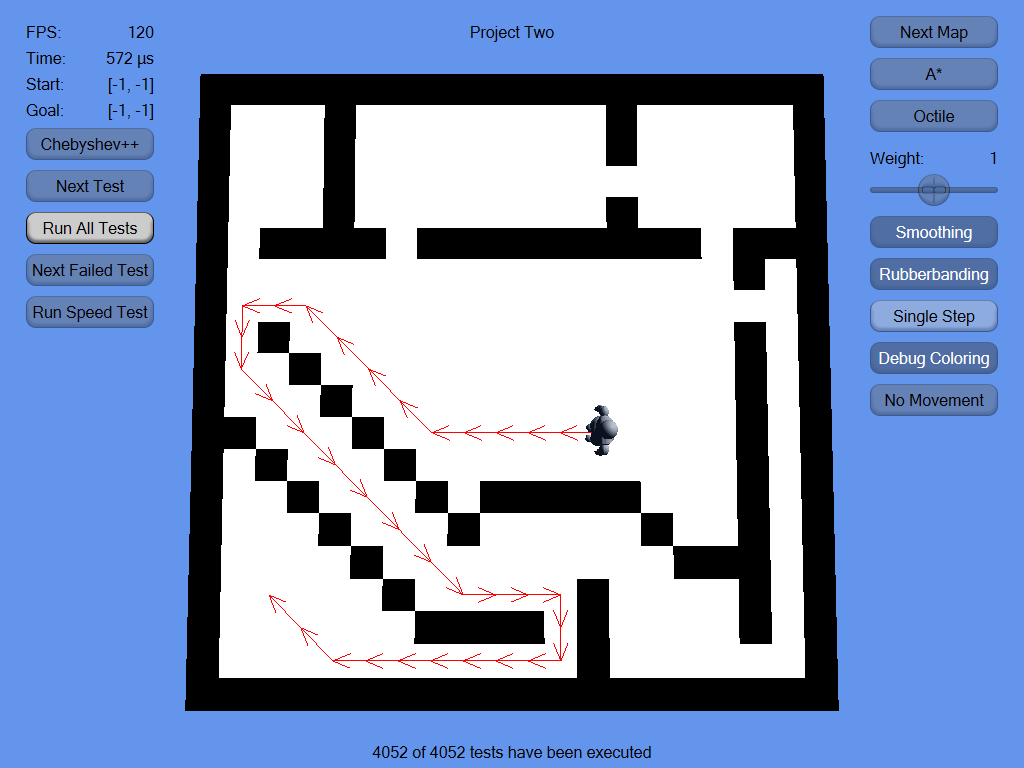 FPS: 120
Time: 572 µs
Start: [-1, -1]
Goal: [-1, -1]
Chebyshev++
Next Test
Run All Tests
Next Failed Test
Run Speed Test
Project Two
Next Map
A*
Octile
Weight: 1
Smoothing
Rubberbanding
Single Step
Debug Coloring
No Movement
4052 of 4052 tests have been executed